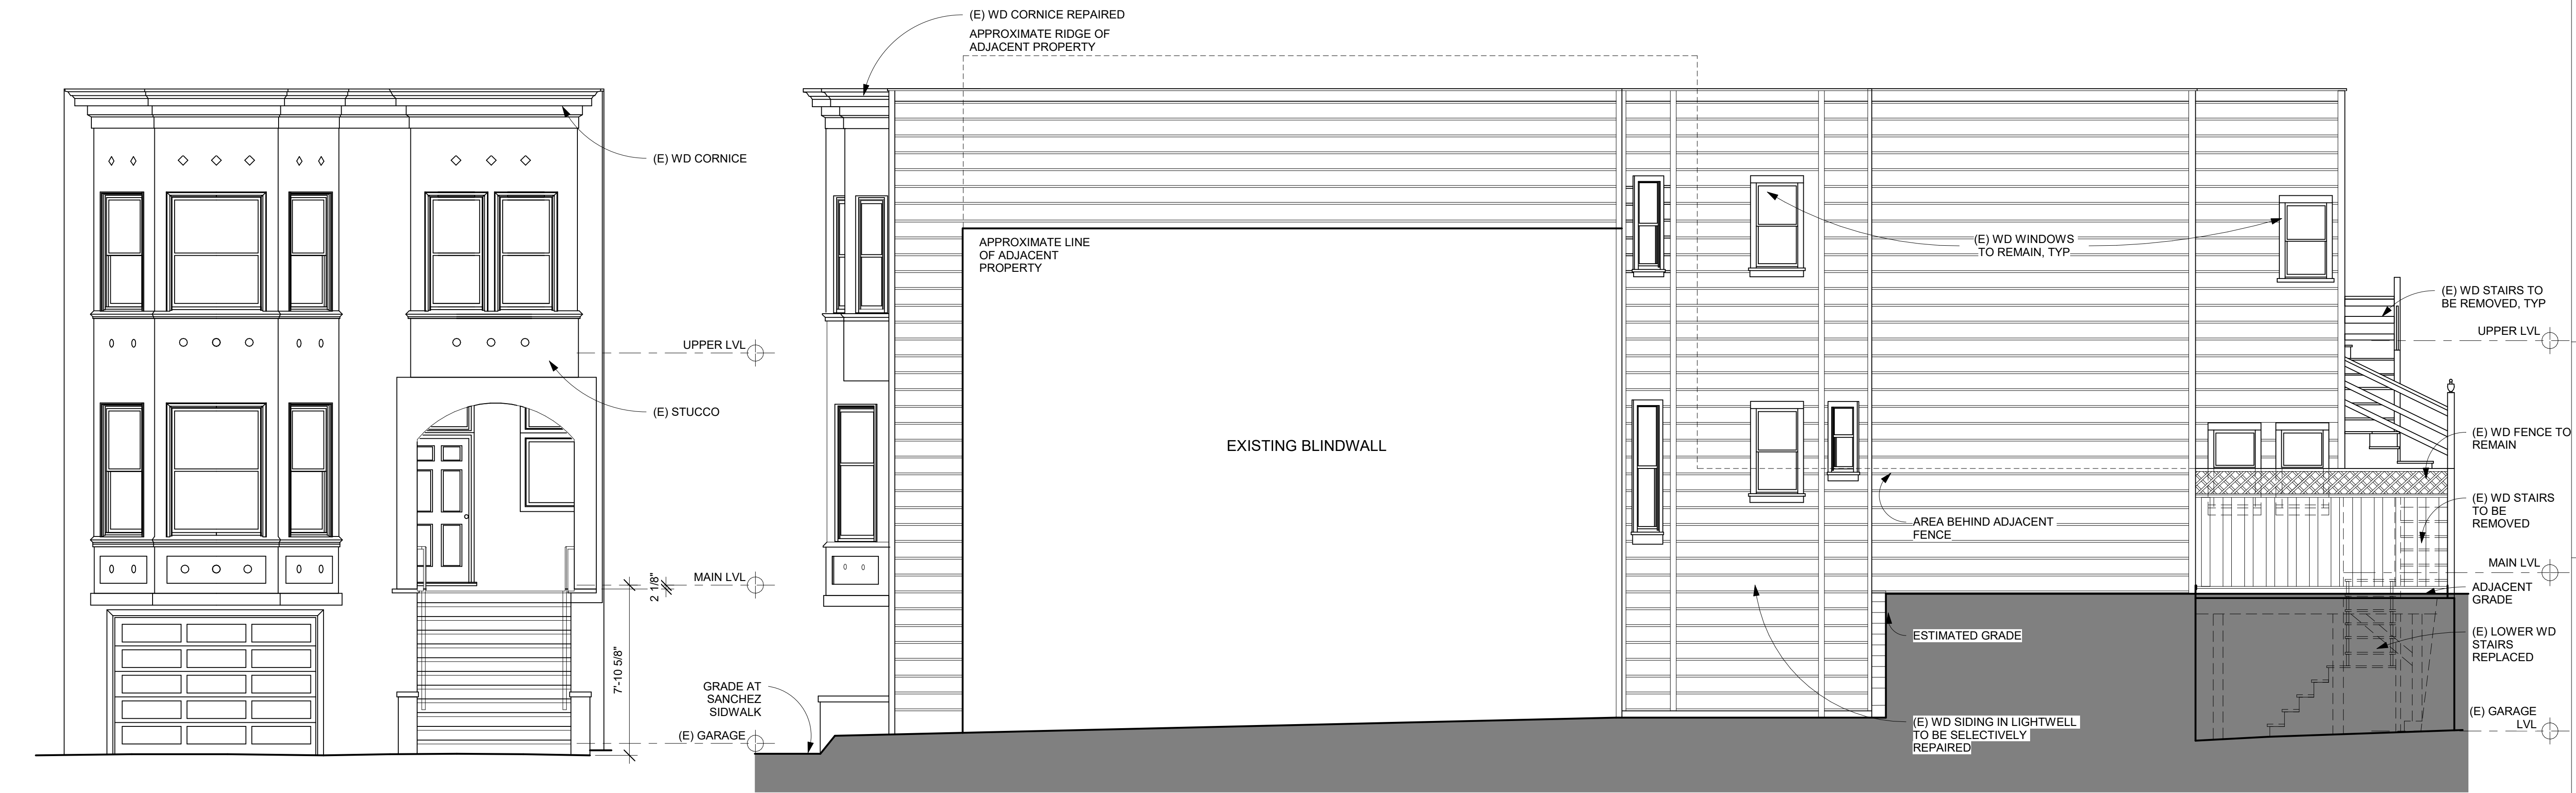 (E) WD CORNICE
UPPER LVL
(E) STUCCO
MAIN LVL
2 1/8"
7'-10 5/8"
GRADE AT
SANCHEZ
SIDWALK
(E) GARAGE
(E) WD CORNICE REPAIRED
APPROXIMATE RIDGE OF
ADJACENT PROPERTY
APPROXIMATE LINE
OF ADJACENT
PROPERTY
EXISTING BLINDWALL
(E) WD WINDOWS
TO REMAIN, TYP
AREA BEHIND ADJACENT
FENCE
ESTIMATED GRADE
(E) WD SIDING IN LIGHTWELL
TO BE SELECTIVELY
REPAIRED
(E) WD STAIRS TO
BE REMOVED, TYP
UPPER LVL
(E) WD FENCE TO
REMAIN
(E) WD STAIRS
TO BE
REMOVED
MAIN LVL
ADJACENT
GRADE
(E) LOWER WD
STAIRS
REPLACED
(E) GARAGE
LVL